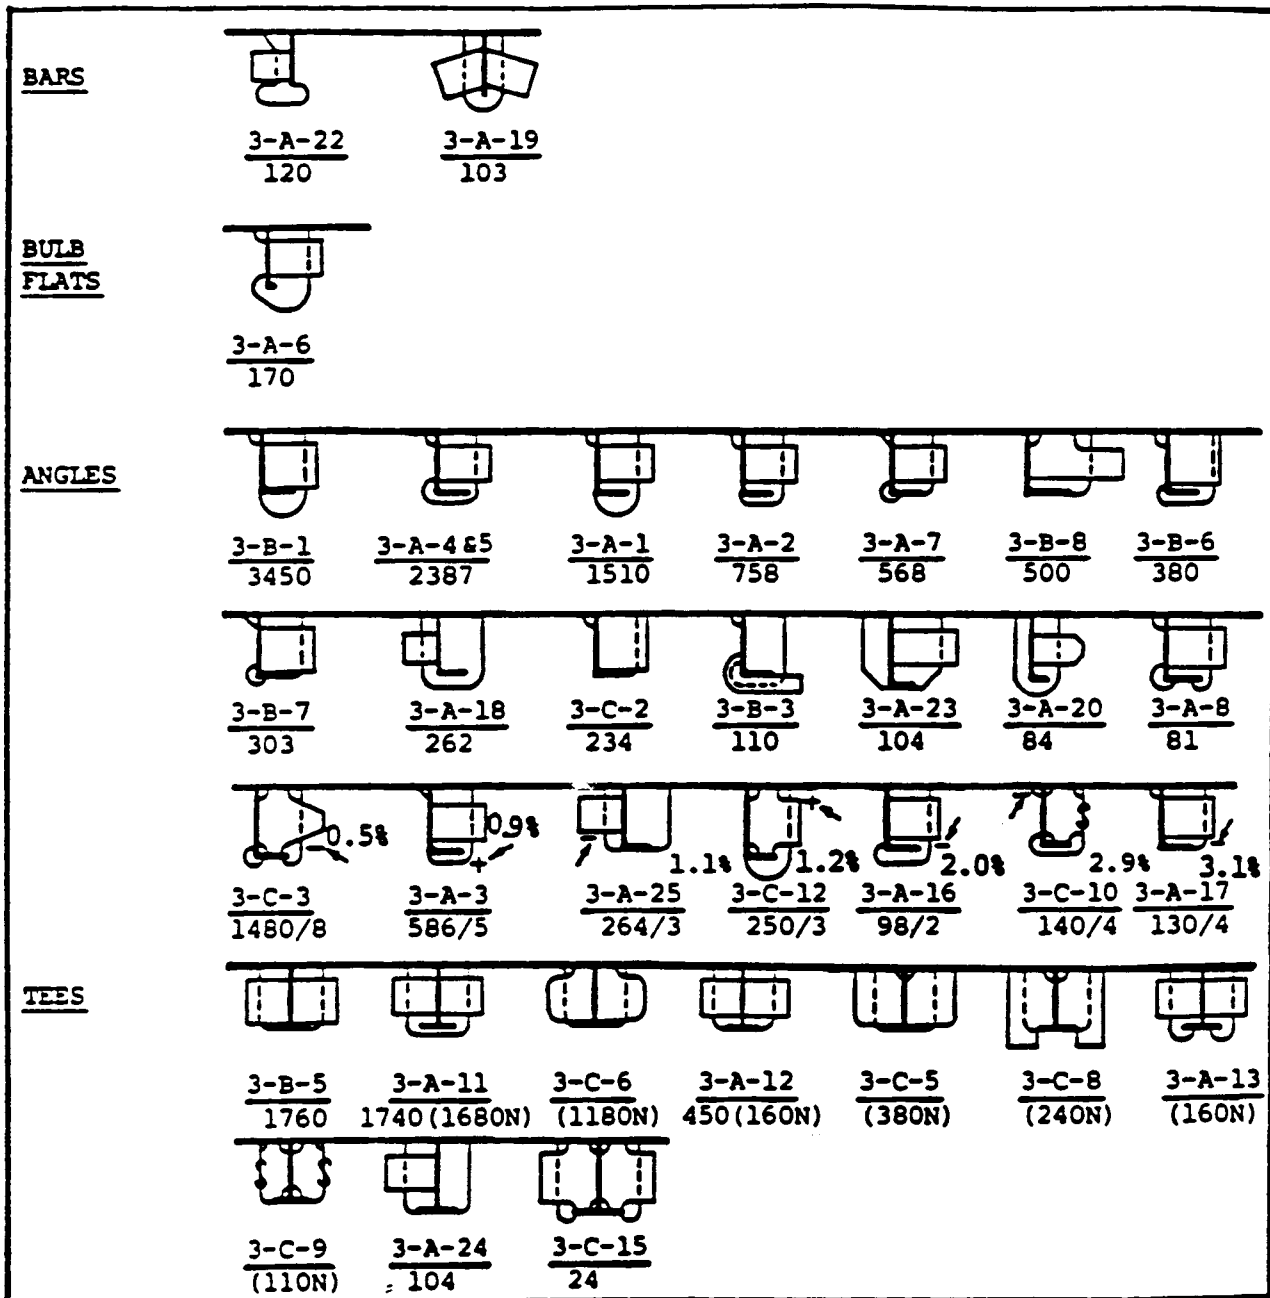 BARS
3-A-22 3-A-19
120 103
BULB
FLATS
3-A-6
170
ANGLES
3-B-1 3-A-4&5 3-A-1 3-A-2 3-A-7 3-B-8 3-B-6
3450 2387 1510 758 568 500 380
3-B-7 3-A-18 3-C-2 3-B-3 3-A-23 3-A-20 3-A-8
303 262 234 110 104 84 81
0.5% 0.9% 1.1% 1.2% 2.0% 2.9% 3.1%
3-C-3 3-A-3 3-A-25 3-C-12 3-A-16 3-C-10 3-A-17
1480/8 586/5 264/3 250/3 98/2 140/4 130/4
TEES
3-B-5 3-A-11 3-C-6 3-A-12 3-C-5 3-C-8 3-A-13
1760 1740(1680N) (1180N) 450(160N) (380N) (240N) (160N)
3-C-9 3-A-24 3-C-15
(110N) 104 24